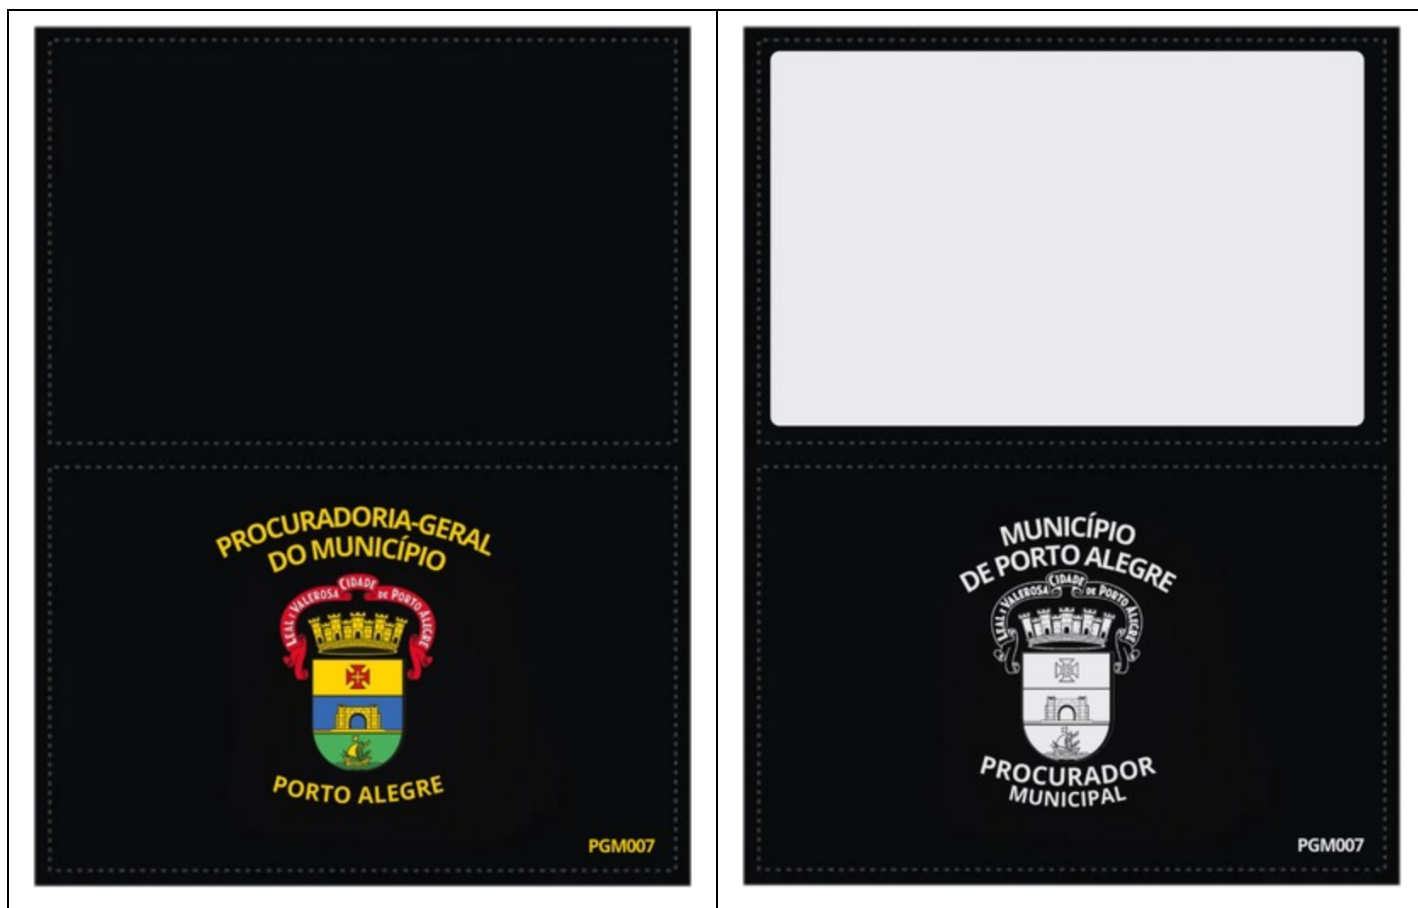 PROCURADORIA-GERAL
DO MUNICÍPIO
LEAL E VALEROSA CIDADE DE PORTO ALEGRE
PORTO ALEGRE
PGM007
MUNICÍPIO
DE PORTO ALEGRE
LEAL E VALEROSA CIDADE DE PORTO ALEGRE
PROCURADOR
MUNICIPAL
PGM007